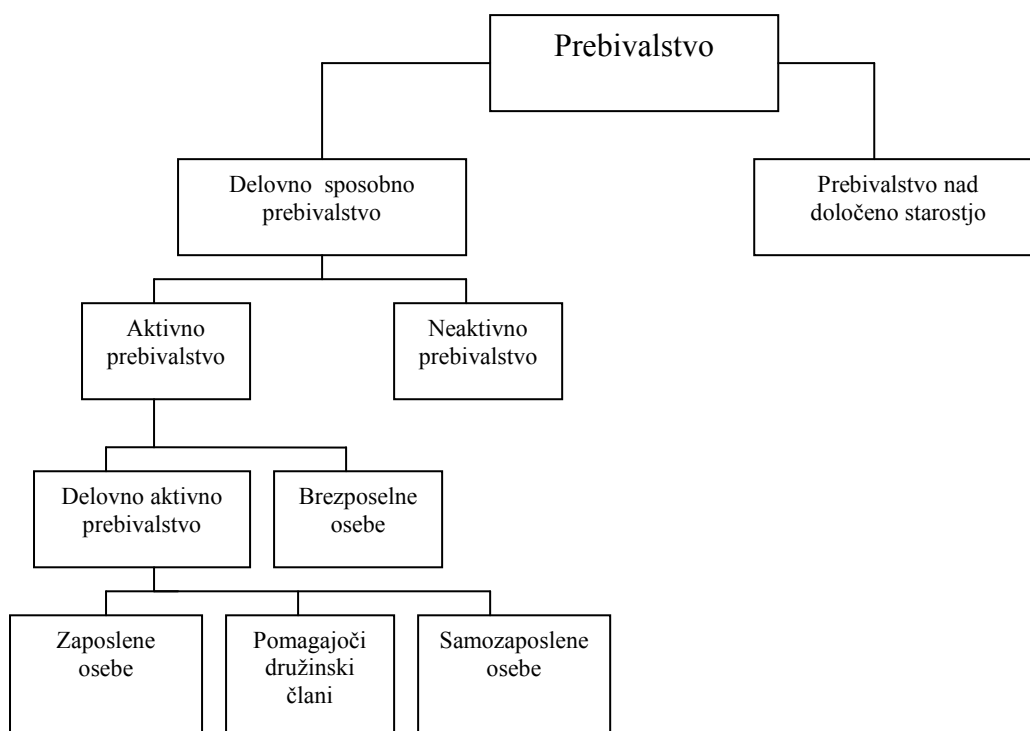 Prebivalstvo
Delovno sposobno
prebivalstvo
Prebivalstvo nad
določeno starostjo
Aktivno
prebivalstvo
Neaktivno
prebivalstvo
Delovno aktivno
prebivalstvo
Brezposelne
osebe
Zaposlene
osebe
Pomagajoči
družinski
člani
Samozaposlene
osebe